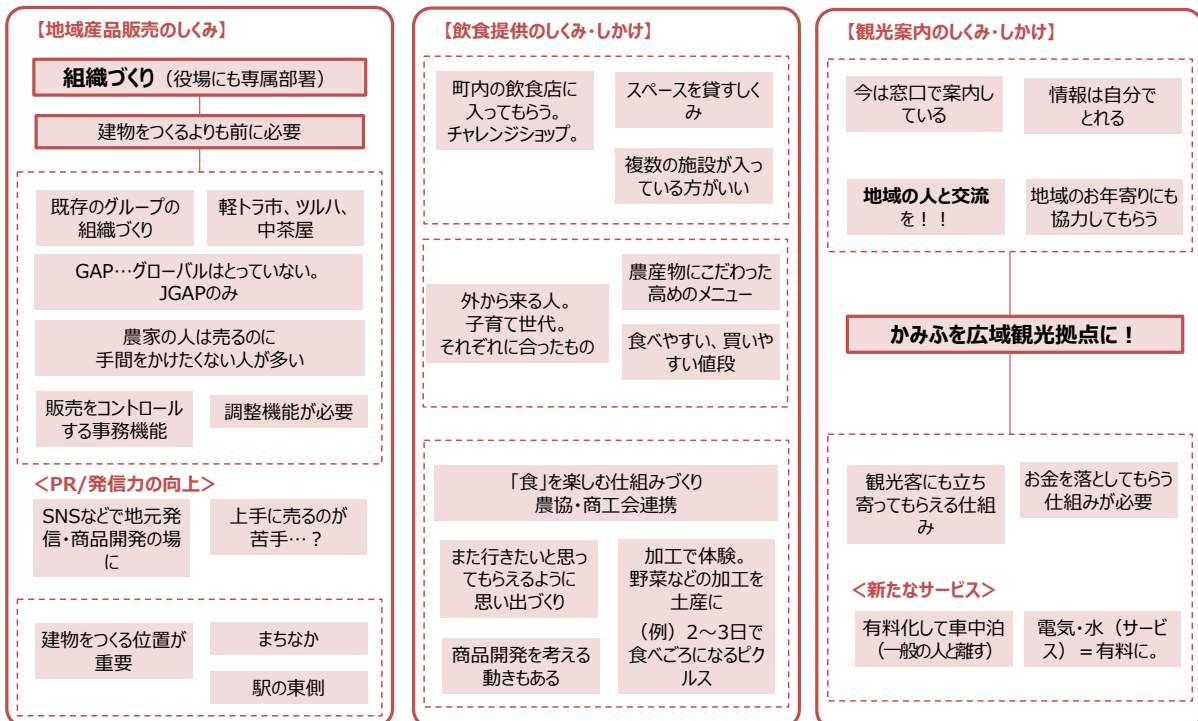 【地域産品販売のしくみ】
組織づくり（役場にも専属部署）
建物をつくるよりも前に必要
既存のグループの
組織づくり
軽トラ市、ツルハ、
中茶屋
GAP…グローバルはとっていない。
JGAPのみ
農家の人は売るのに
手間をかけたくない人が多い
販売をコントロール
する事務機能
調整機能が必要
＜PR/発信力の向上＞
SNSなどで地元発
信・商品開発の場
に
上手に売るのが
苦手…？
建物をつくる位置が
重要
まちなか
駅の東側
【飲食提供のしくみ・しかけ】
町内の飲食店に
入ってもらう。
チャレンジショップ。
スペースを貸すしく
み
複数の施設が入っ
ている方がいい
外から来る人。
子育て世代。
それぞれに合ったもの
農産物にこだわった
高めのメニュー
食べやすい、買いや
すい値段
「食」を楽しむ仕組みづくり
農協・商工会連携
また行きたいと思っ
てもらえるように
思い出づくり
加工で体験。
野菜などの加工を
土産に
（例）2～3日で
食べごろになるピク
ルス
商品開発を考える
動きもある
【観光案内のしくみ・しかけ】
今は窓口で案内し
ている
情報は自分で
とれる
地域の人と交流
を！！
地域のお年寄りにも
協力してもらう
かみふを広域観光拠点に！
観光客にも立ち
寄ってもらえる仕組
み
お金を落としてもらう
仕組みが必要
＜新たなサービス＞
有料化して車中泊
（一般の人と離す）
電気・水（サービ
ス）＝有料に。